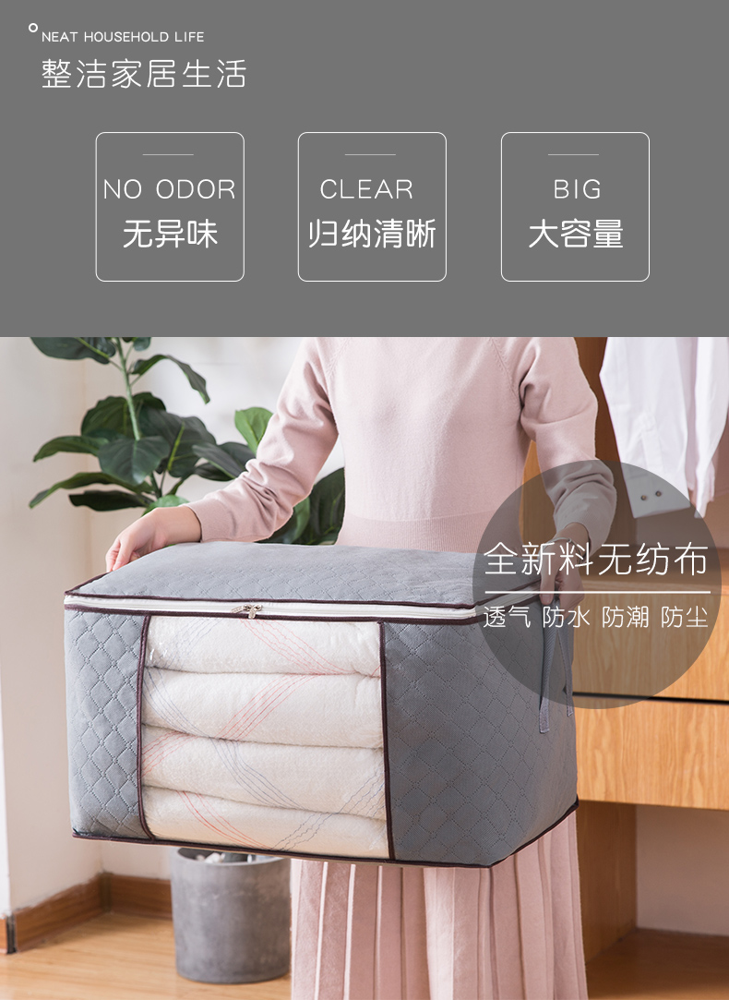 NEAT HOUSEHOLD LIFE
整洁家居生活
NO ODOR
无异味
CLEAR
归纳清晰
BIG
大容量
全新料无纺布
透气 防水 防潮 防尘